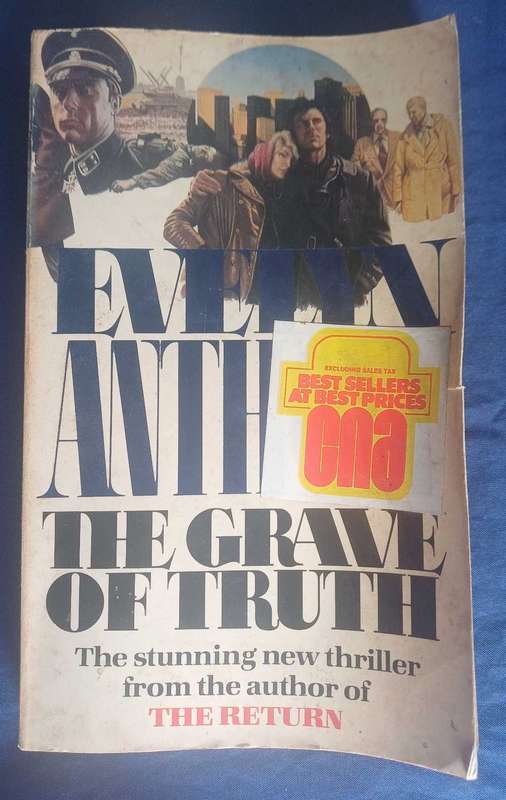 EVELYN
ANTH
EXCLUDING SALES TAX
BEST SELLERS
AT BEST PRICES
cna
THE GRAVE
OF TRUTH
The stunning new thriller
from the author of
THE RETURN